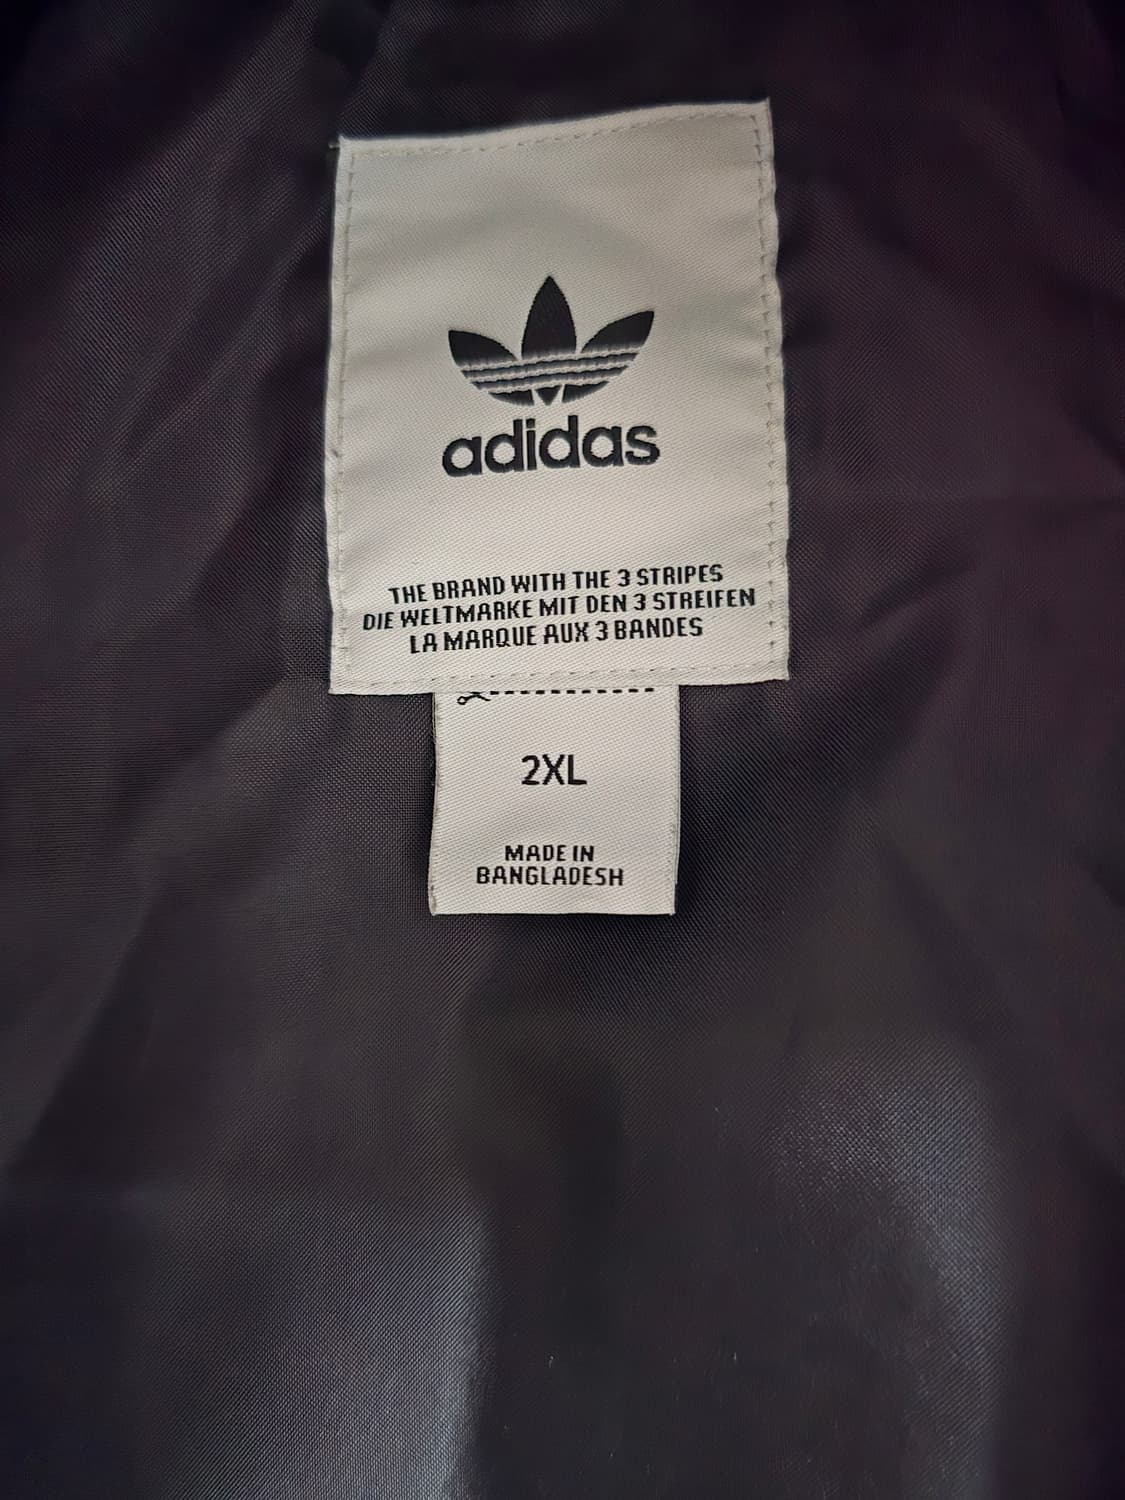 adidas
THE BRAND WITH THE 3 STRIPES
DIE WELTMARKE MIT DEN 3 STREIFEN
LA MARQUE AUX 3 BANDES
2XL
MADE IN
BANGLADESH